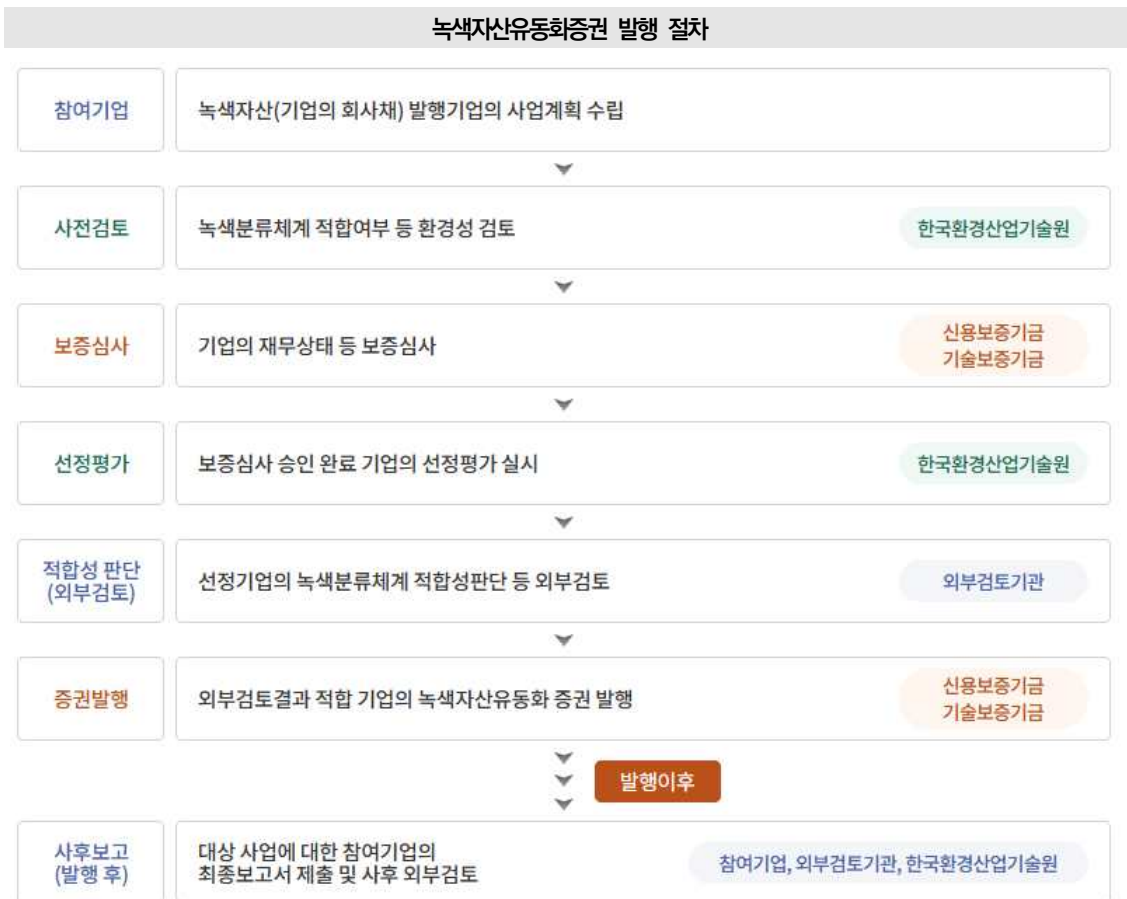 녹색자산유동화증권 발행 절차
참여기업
녹색자산(기업의 회사채) 발행기업의 사업계획 수립
사전검토
녹색분류체계 적합여부 등 환경성 검토
한국환경산업기술원
보증심사
기업의 재무상태 등 보증심사
신용보증기금
기술보증기금
선정평가
보증심사 승인 완료 기업의 선정평가 실시
한국환경산업기술원
적합성 판단
(외부검토)
선정기업의 녹색분류체계 적합성판단 등 외부검토
외부검토기관
증권발행
외부검토결과 적합 기업의 녹색자산유동화 증권 발행
신용보증기금
기술보증기금
발행이후
사후보고
(발행 후)
대상 사업에 대한 참여기업의
최종보고서 제출 및 사후 외부검토
참여기업, 외부검토기관, 한국환경산업기술원